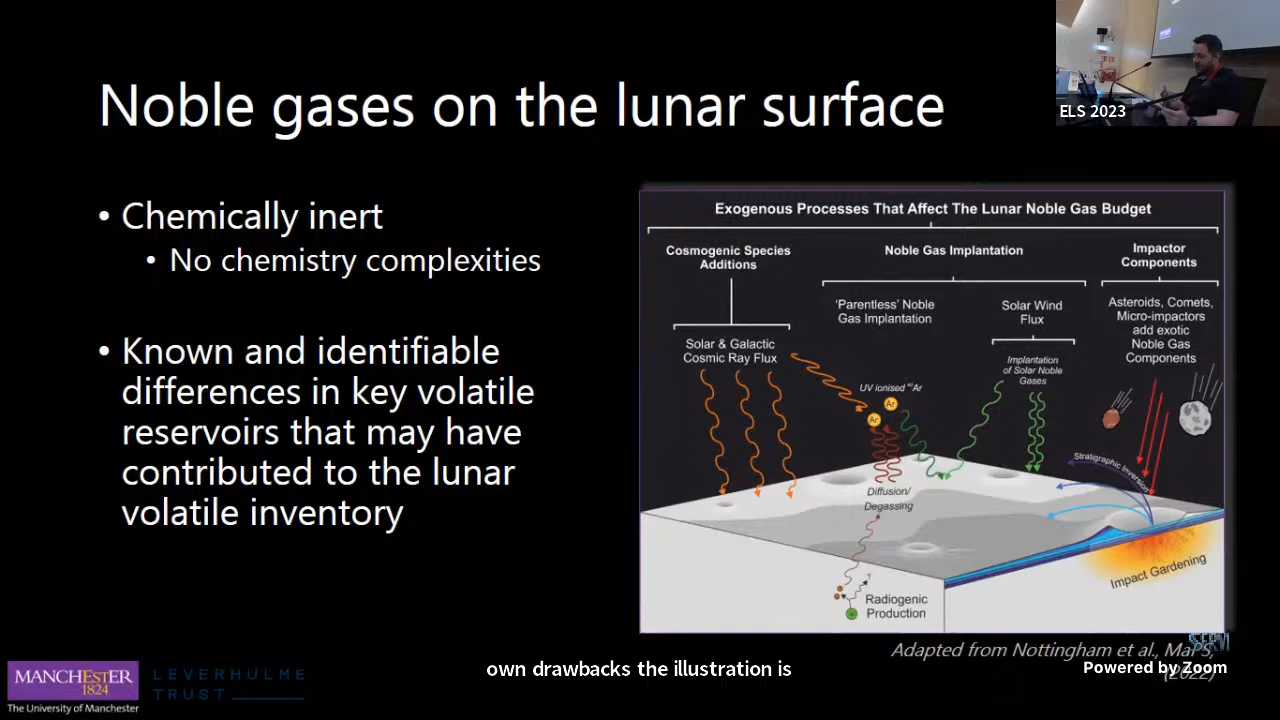 Noble gases on the lunar surface
ELS 2023
• Chemically inert
• No chemistry complexities
• Known and identifiable
differences in key volatile
reservoirs that may have
contributed to the lunar
volatile inventory
Exogenous Processes That Affect The Lunar Noble Gas Budget
Cosmogenic Species
Additions
Noble Gas Implantation
Impactor
Components
Solar & Galactic
Cosmic Ray Flux
‘Parentless’ Noble
Gas Implantation
Solar Wind
Flux
Implantation
of Solar Noble
Gases
Asteroids, Comets,
Micro-impactors
add exotic
Noble Gas
Components
UV ionised ⁴⁰Ar
Ar
Ar
Diffusion/
Degassing
Stratigraphic Inversion
Impact Gardening
Radiogenic
Production
Adapted from Nottingham et al., MaPS,
(2022)
MANCHESTER
1824
The University of Manchester
LEVERHULME
TRUST
own drawbacks the illustration is
Powered by Zoom